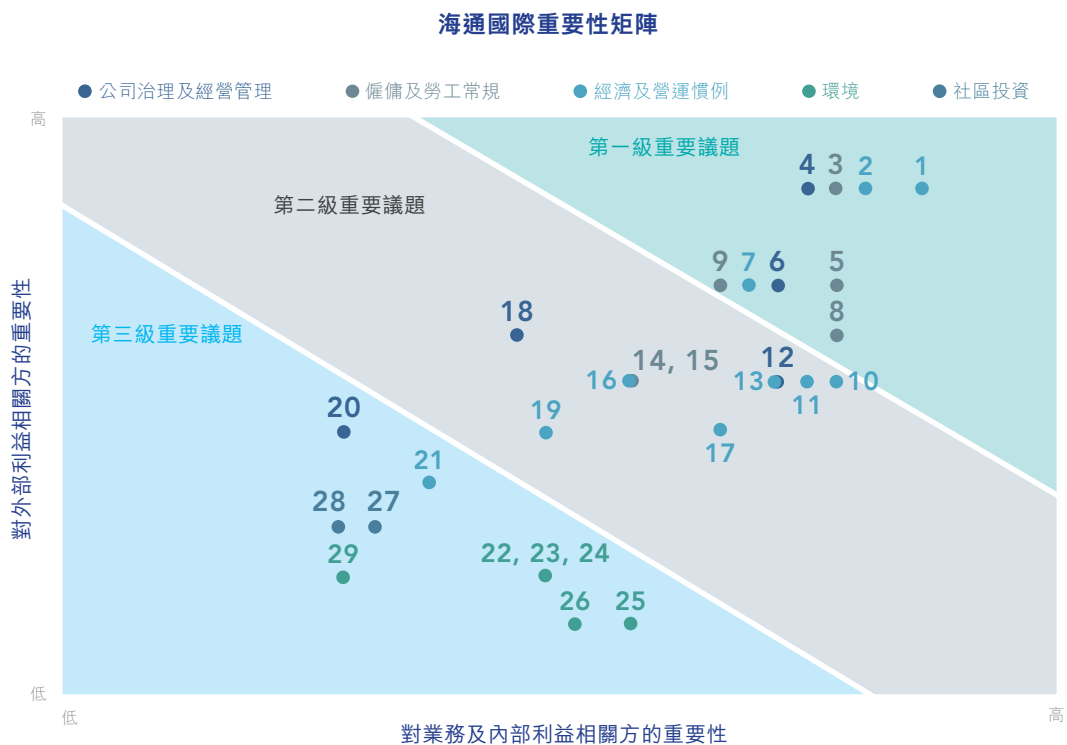 海通國際重要性矩陣
公司治理及經營管理 僱傭及勞工常規 經濟及營運慣例 環境 社區投資
高
第一級重要議題
4 3 2 1
第二級重要議題
9 7 6 5
18
8
第三級重要議題
14, 15
12
16
13
10
11
20
19
17
21
28 27
29
22, 23, 24
26 25
對外部利益相關方的重要性
低
低
高
對業務及內部利益相關方的重要性